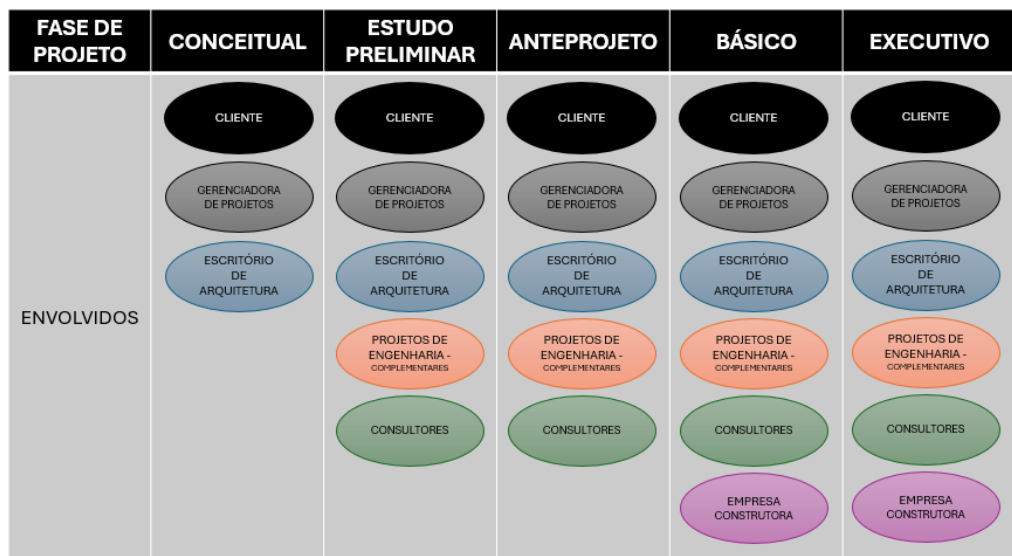 FASE DE
PROJETO
CONCEITUAL
ESTUDO
PRELIMINAR
ANTEPROJETO
BÁSICO
EXECUTIVO
ENVOLVIDOS
CLIENTE
GERENCIADORA
DE PROJETOS
ESCRITÓRIO
DE
ARQUITETURA
CLIENTE
GERENCIADORA
DE PROJETOS
ESCRITÓRIO
DE
ARQUITETURA
PROJETOS DE
ENGENHARIA -
COMPLEMENTARES
CONSULTORES
CLIENTE
GERENCIADORA
DE PROJETOS
ESCRITÓRIO
DE
ARQUITETURA
PROJETOS DE
ENGENHARIA -
COMPLEMENTARES
CONSULTORES
CLIENTE
GERENCIADORA
DE PROJETOS
ESCRITÓRIO
DE
ARQUITETURA
PROJETOS DE
ENGENHARIA -
COMPLEMENTARES
CONSULTORES
EMPRESA
CONSTRUTORA
CLIENTE
GERENCIADORA
DE PROJETOS
ESCRITÓRIO
DE
ARQUITETURA
PROJETOS DE
ENGENHARIA -
COMPLEMENTARES
CONSULTORES
EMPRESA
CONSTRUTORA